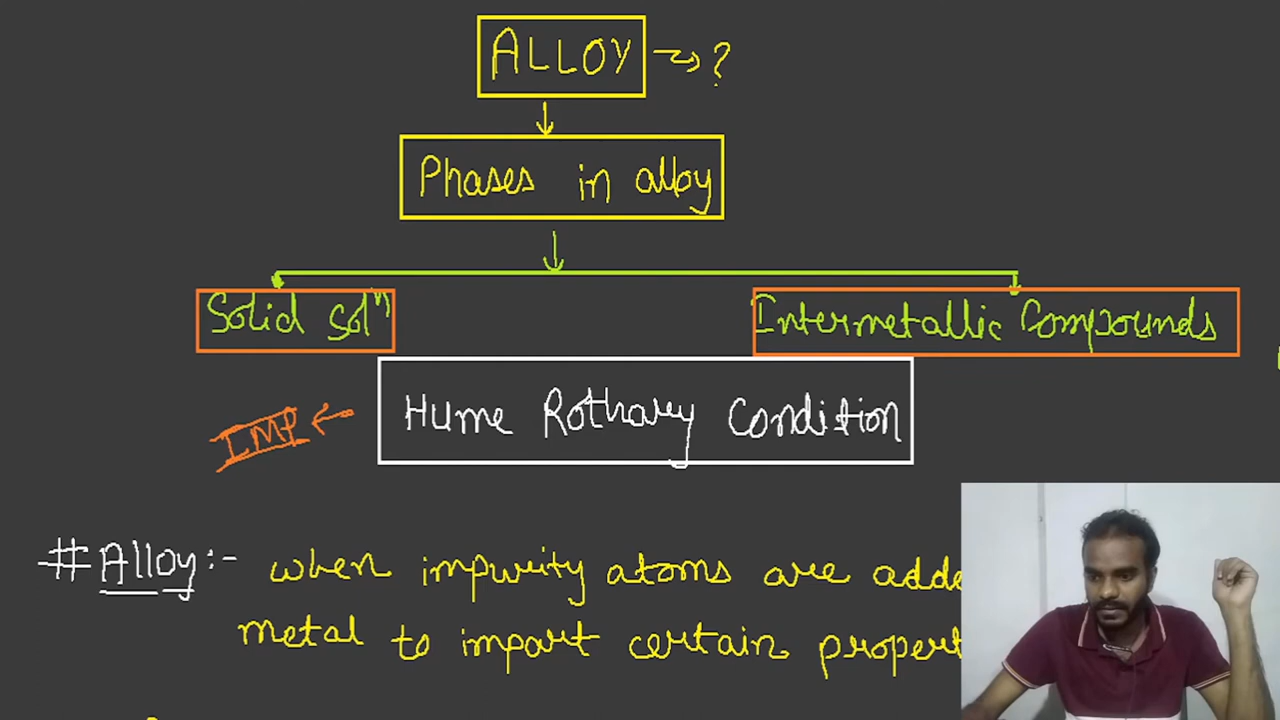 ALLOY → ?
Phases in alloy
Solid solⁿ
Intermetallic Compounds
IMP ← Hume Rothary Condition
# Alloy :- when impurity atoms are adde
metal to impart certain propert